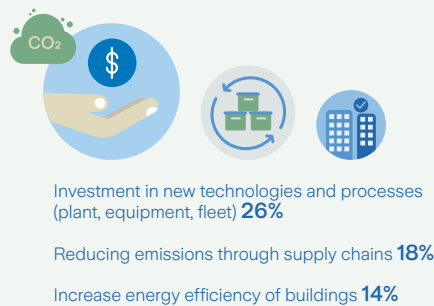 CO₂
$
Investment in new technologies and processes
(plant, equipment, fleet) 26%
Reducing emissions through supply chains 18%
Increase energy efficiency of buildings 14%